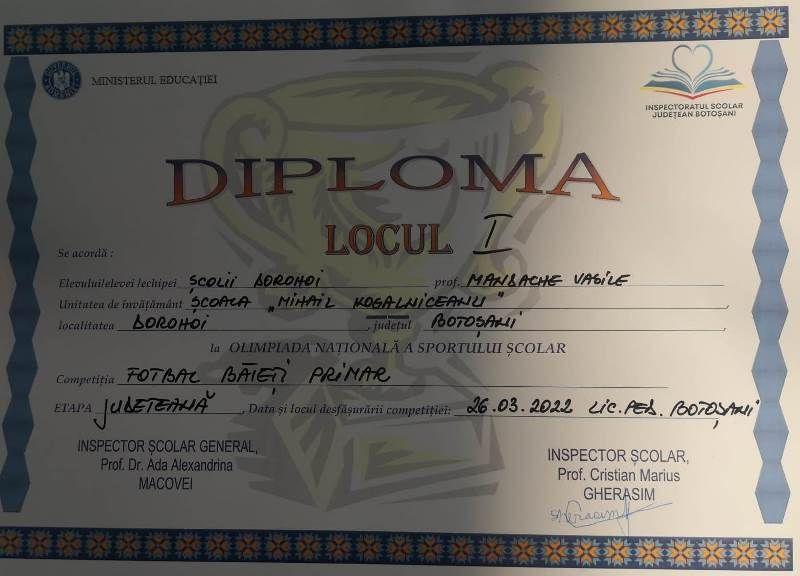 MINISTERUL EDUCAȚIEI
INSPECTORATUL ȘCOLAR
JUDEȚEAN BOTOȘANI
DIPLOMA
LOCUL I
Se acordă :
Elevului/elevei /echipei ȘCOLII DOROHOI prof. MANDACHE VASILE
Unitatea de învățământ ȘCOALA „MIHAIL KOGALNICEANU"
localitatea DOROHOI, județul BOTOȘANI,
la OLIMPIADA NAȚIONALĂ A SPORTULUI ȘCOLAR
Competiția FOTBAL BĂIEȚI PRIMAR
ETAPA JUDEȚEANĂ, Data și locul desfășurării competiției: 26.03.2022 LIC. PED. BOTOȘANI
INSPECTOR ȘCOLAR GENERAL,
Prof. Dr. Ada Alexandrina
MACOVEI
INSPECTOR ȘCOLAR,
Prof. Cristian Marius
GHERASIM